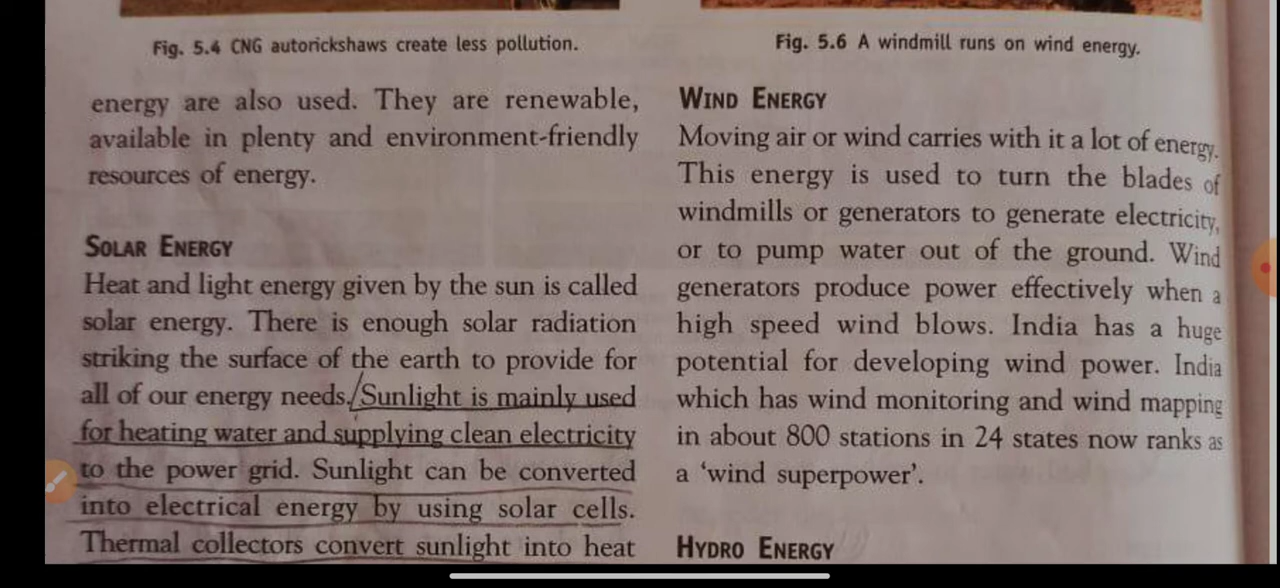 Fig. 5.4 CNG autorickshaws create less pollution.
energy are also used. They are renewable,
available in plenty and environment-friendly
resources of energy.
SOLAR ENERGY
Heat and light energy given by the sun is called
solar energy. There is enough solar radiation
striking the surface of the earth to provide for
all of our energy needs. Sunlight is mainly used
for heating water and supplying clean electricity
to the power grid. Sunlight can be converted
into electrical energy by using solar cells.
Thermal collectors convert sunlight into heat
Fig. 5.6 A windmill runs on wind energy.
WIND ENERGY
Moving air or wind carries with it a lot of energy.
This energy is used to turn the blades of
windmills or generators to generate electricity,
or to pump water out of the ground. Wind
generators produce power effectively when a
high speed wind blows. India has a huge
potential for developing wind power. India
which has wind monitoring and wind mapping
in about 800 stations in 24 states now ranks as
a ‘wind superpower’.
HYDRO ENERGY